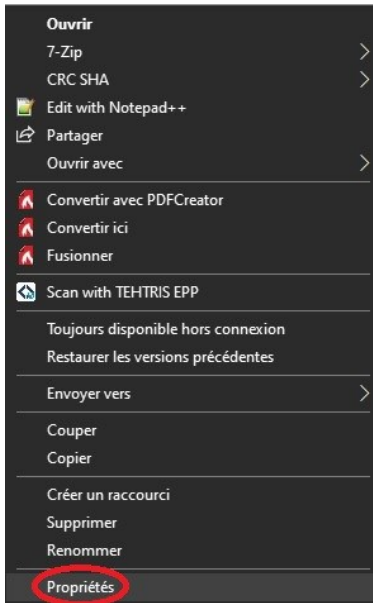 Ouvrir
7-Zip
CRC SHA
Edit with Notepad++
Partager
Ouvrir avec
Convertir avec PDFCreator
Convertir ici
Fusionner
Scan with TEHTRIS EPP
Toujours disponible hors connexion
Restaurer les versions précédentes
Envoyer vers
Couper
Copier
Créer un raccourci
Supprimer
Renommer
Propriétés